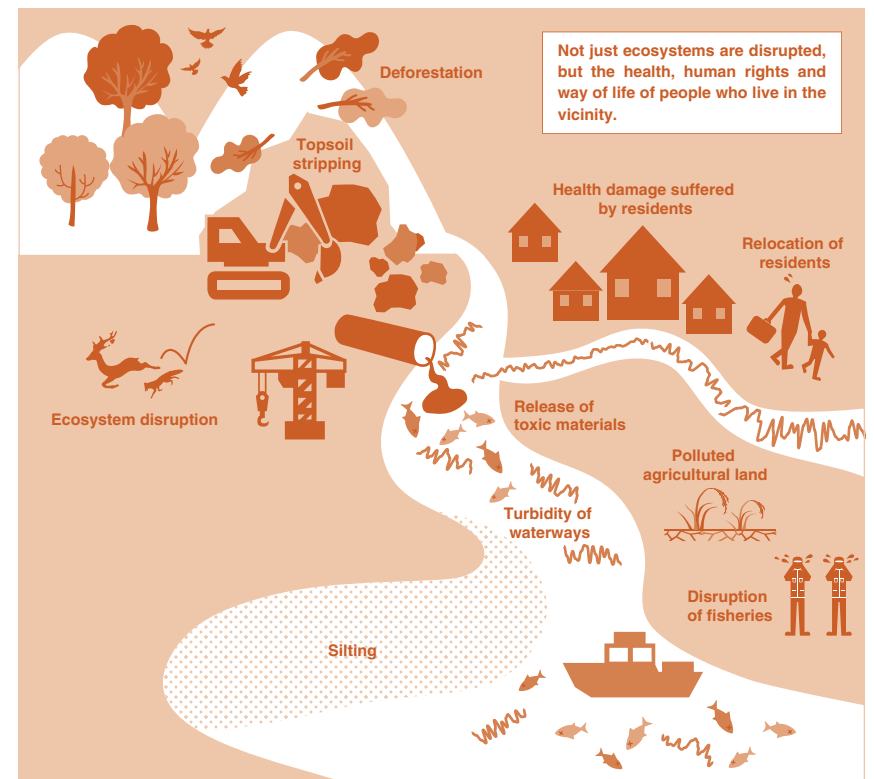 Not just ecosystems are disrupted,
but the health, human rights and
way of life of people who live in the
vicinity.
Deforestation
Topsoil
stripping
Health damage suffered
by residents
Relocation of
residents
Ecosystem disruption
Release of
toxic materials
Polluted
agricultural land
Turbidity of
waterways
Disruption
of fisheries
Silting